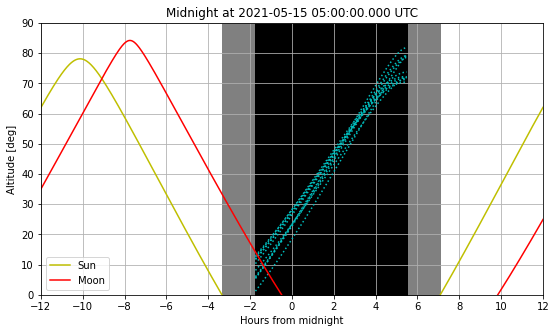 Midnight at 2021-05-15 05:00:00.000 UTC
Altitude [deg]
90
80
70
60
50
40
30
20
10
0
Sun
Moon
−12 −10 −8 −6 −4 −2 0 2 4 6 8 10 12
Hours from midnight